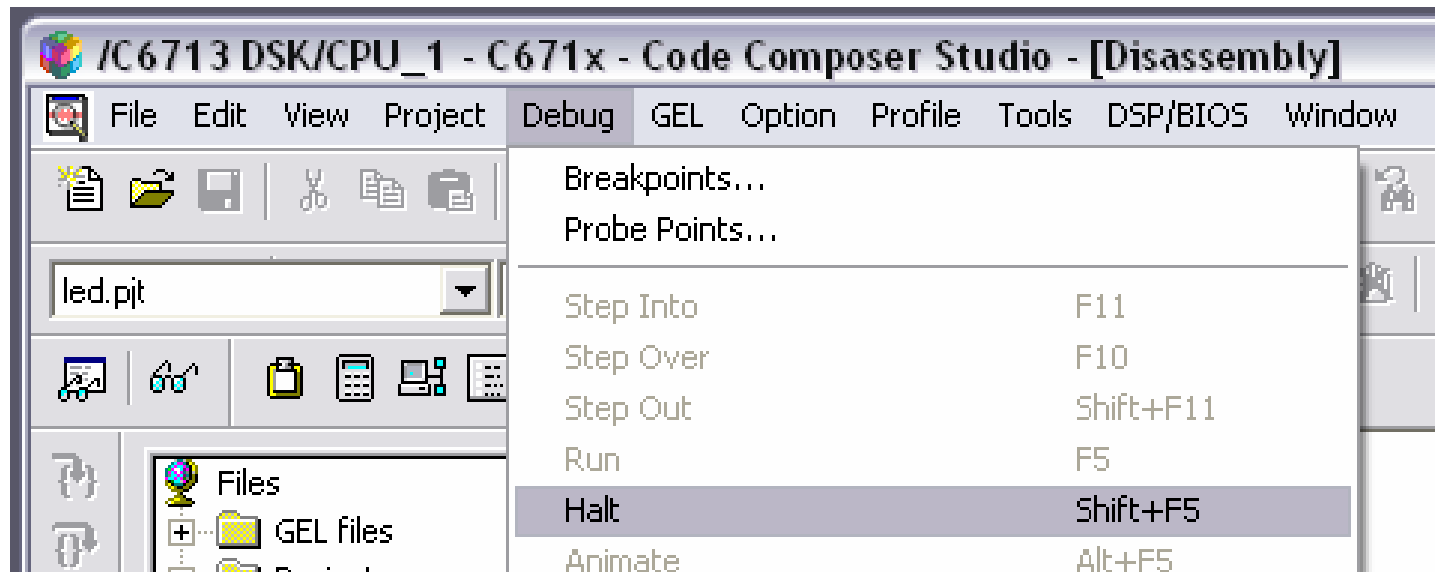 /C6713 DSK/CPU_1 - C671x - Code Composer Studio - [Disassembly]
File Edit View Project Debug GEL Option Profile Tools DSP/BIOS Window
Breakpoints...
Probe Points...
led.pjt
Step Into F11
Step Over F10
Step Out Shift+F11
Run F5
Files
Halt Shift+F5
GEL files
Animate Alt+F5